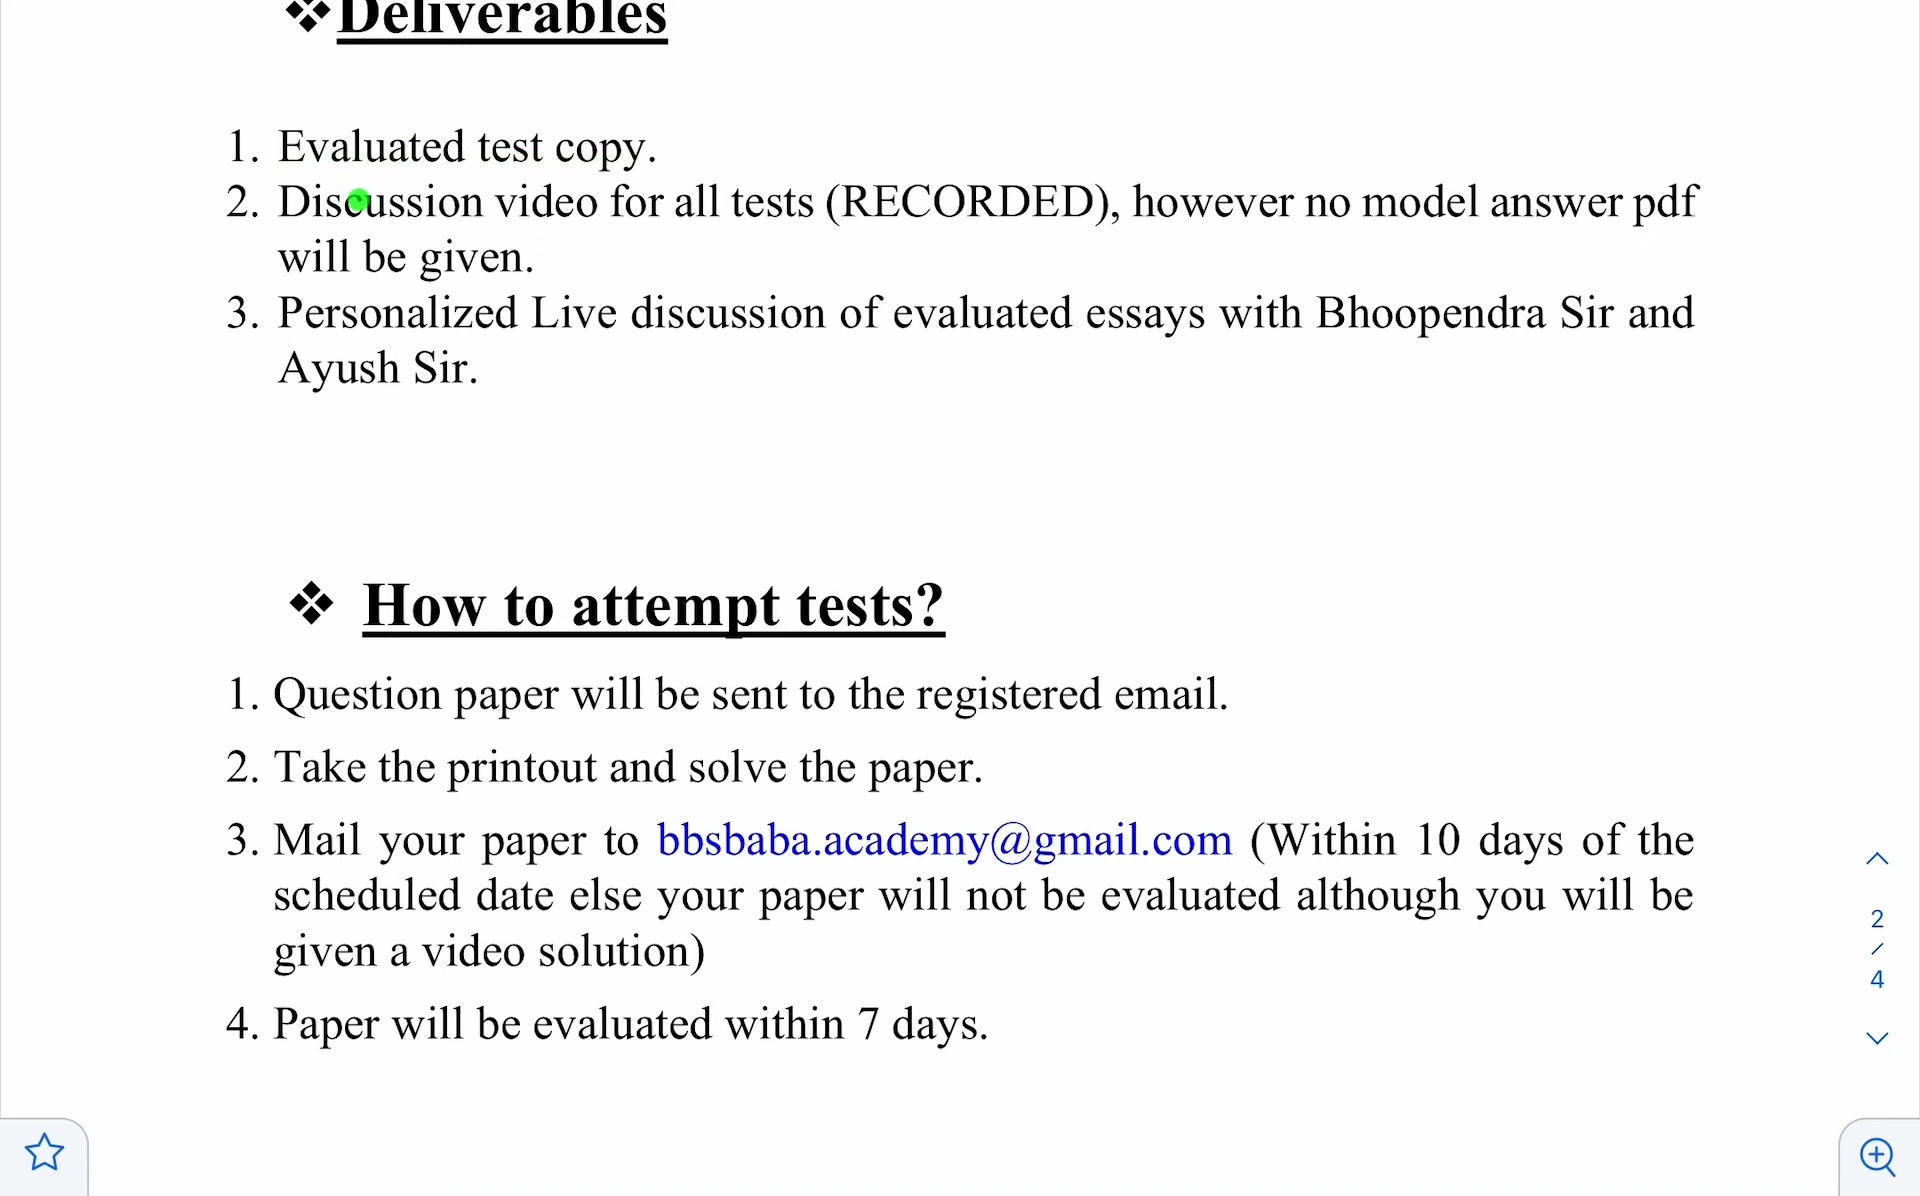 ❖Deliverables
1. Evaluated test copy.
2. Discussion video for all tests (RECORDED), however no model answer pdf
will be given.
3. Personalized Live discussion of evaluated essays with Bhoopendra Sir and
Ayush Sir.
❖ How to attempt tests?
1. Question paper will be sent to the registered email.
2. Take the printout and solve the paper.
3. Mail your paper to bbsbaba.academy@gmail.com (Within 10 days of the
scheduled date else your paper will not be evaluated although you will be
given a video solution)
4. Paper will be evaluated within 7 days.
2
/
4